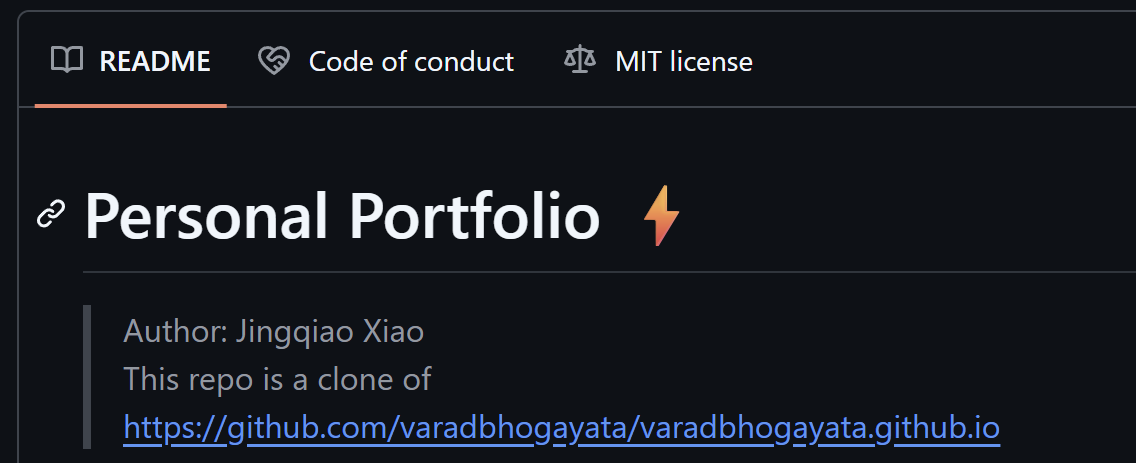 README Code of conduct MIT license
Personal Portfolio ⚡
Author: Jingqiao Xiao
This repo is a clone of
https://github.com/varadbhogayata/varadbhogayata.github.io